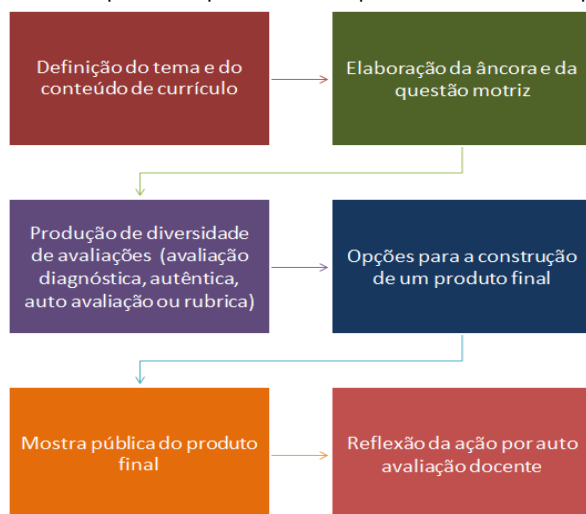 Definição do tema e do
conteúdo de currículo
Elaboração da âncora e da
questão motriz
Produção de diversidade
de avaliações (avaliação
diagnóstica, autêntica,
auto avaliação ou rubrica)
Opções para a construção
de um produto final
Mostra pública do produto
final
Reflexão da ação por auto
avaliação docente